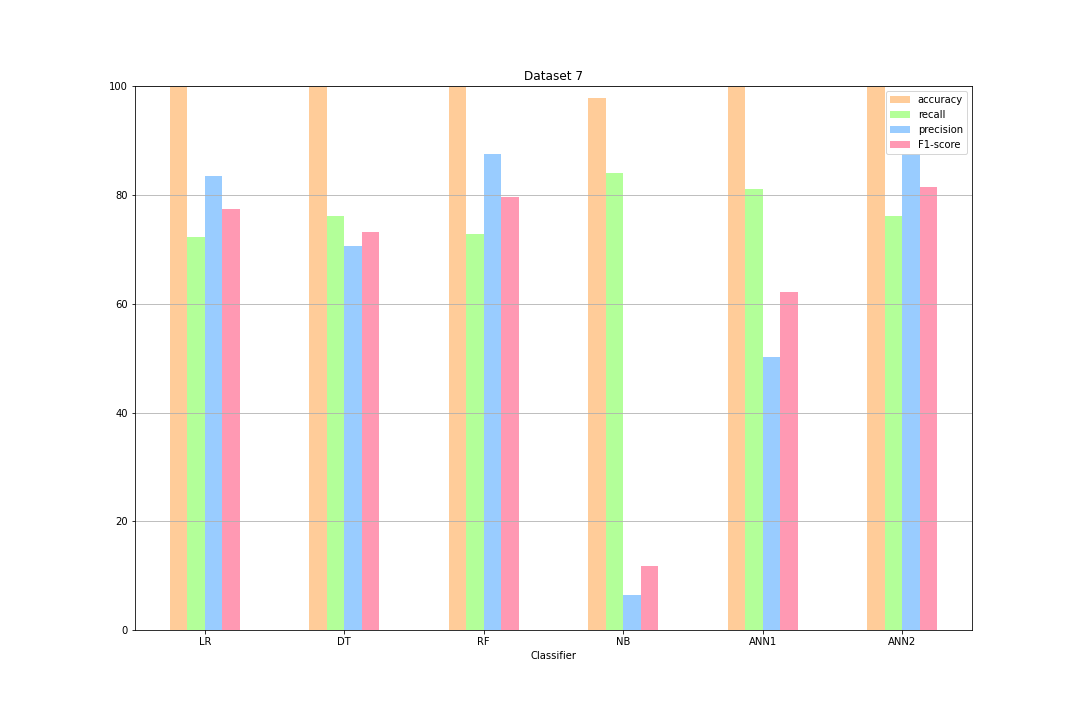 Dataset 7
100
80
60
40
20
0
accuracy
recall
precision
F1-score
LR DT RF NB ANN1 ANN2
Classifier